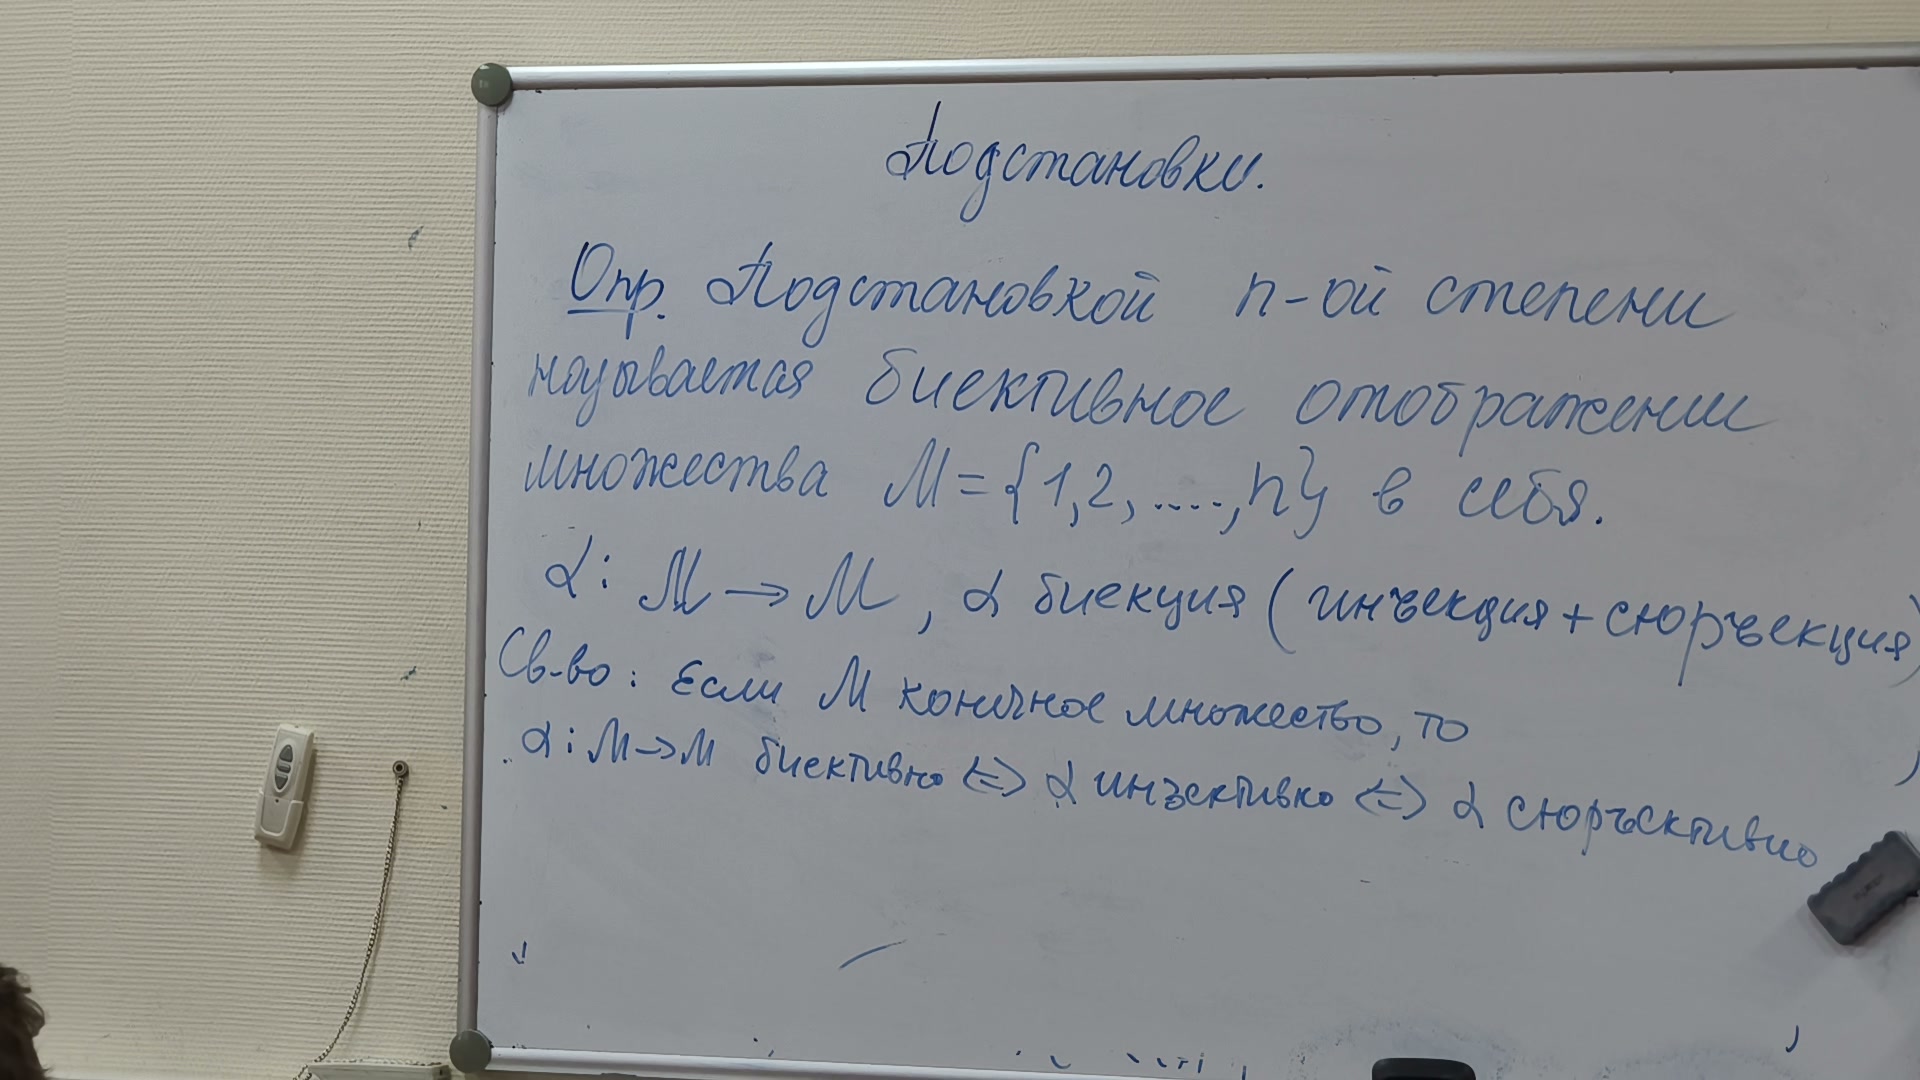 Подстановки.
Опр. Подстановкой n-ой степени
называется биективное отображении
множества M = {1,2, ....,n} в себя.
α: M → M , α биекция (инъекция + сюръекция)
Св-во: Если M конечное множество, то
α: M → M биективно <=> α инъективно <=> α сюръективно